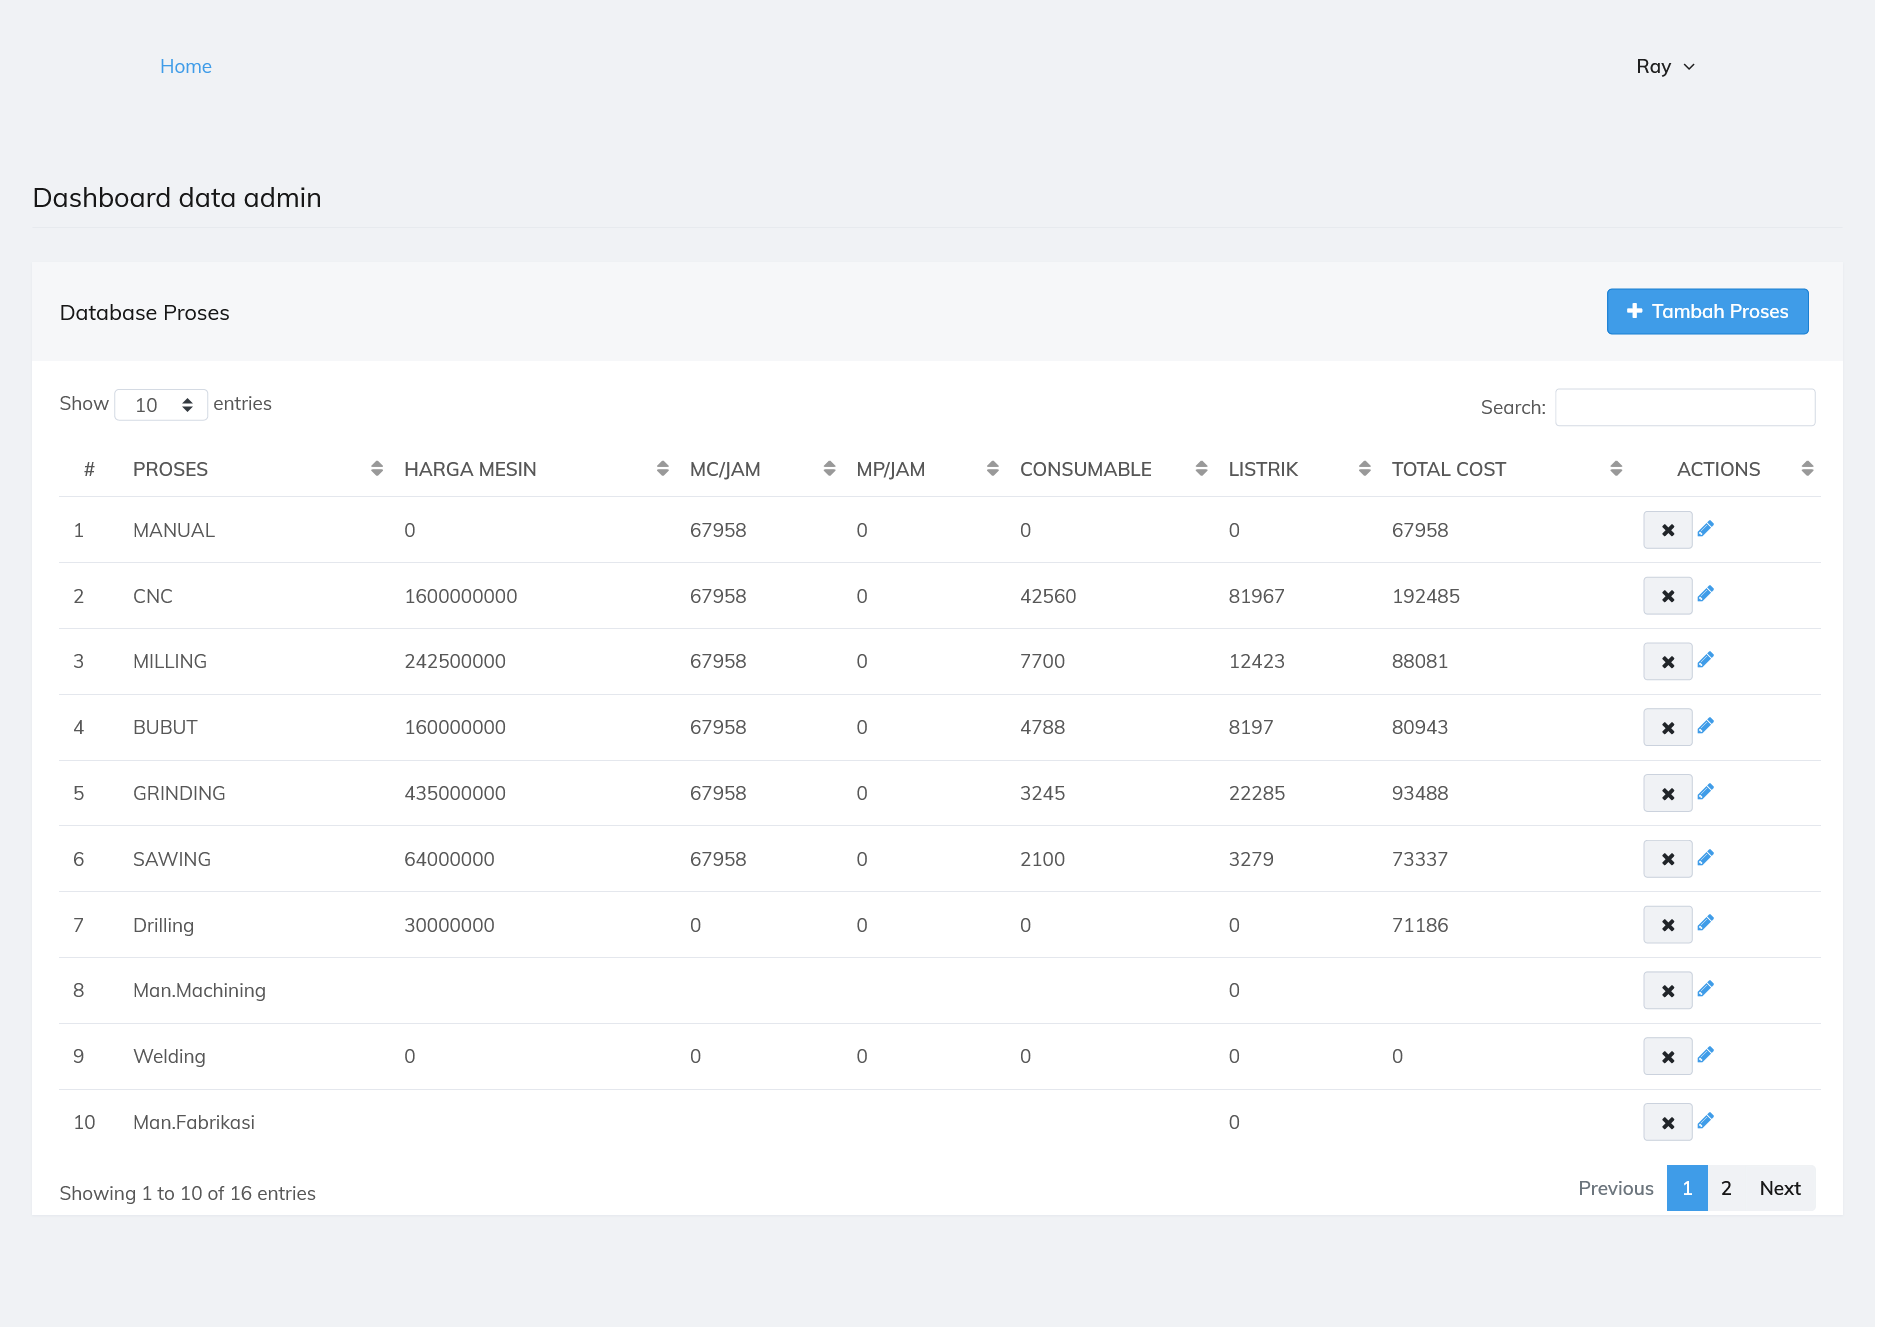 Home Ray
Dashboard data admin
Database Proses Tambah Proses
Show 10 entries Search:
# PROSES HARGA MESIN MC/JAM MP/JAM CONSUMABLE LISTRIK TOTAL COST ACTIONS
1 MANUAL 0 67958 0 0 0 67958
2 CNC 1600000000 67958 0 42560 81967 192485
3 MILLING 242500000 67958 0 7700 12423 88081
4 BUBUT 160000000 67958 0 4788 8197 80943
5 GRINDING 435000000 67958 0 3245 22285 93488
6 SAWING 64000000 67958 0 2100 3279 73337
7 Drilling 30000000 0 0 0 0 71186
8 Man.Machining 0
9 Welding 0 0 0 0 0 0
10 Man.Fabrikasi 0
Showing 1 to 10 of 16 entries Previous 1 2 Next